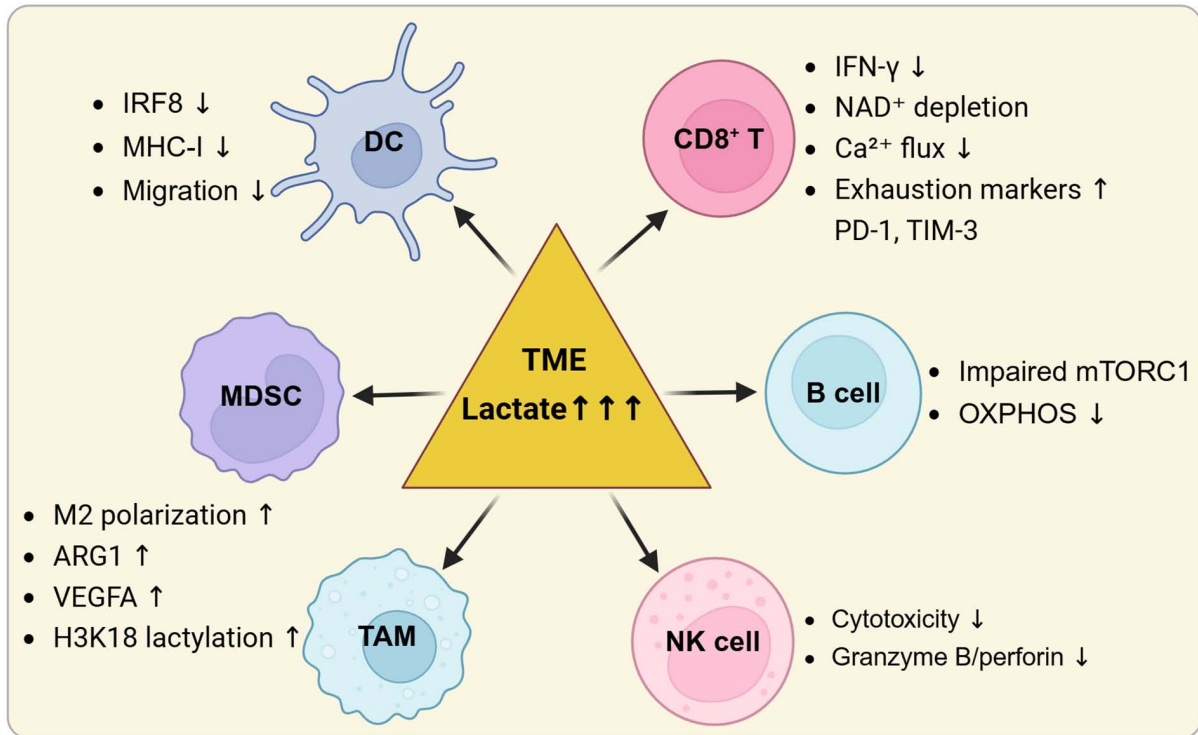 • IRF8 ↓
• MHC-I ↓
• Migration ↓
DC
CD8⁺ T
• IFN-γ ↓
• NAD⁺ depletion
• Ca²⁺ flux ↓
• Exhaustion markers ↑
PD-1, TIM-3
MDSC
TME
Lactate↑↑↑
B cell
• Impaired mTORC1
• OXPHOS ↓
• M2 polarization ↑
• ARG1 ↑
• VEGFA ↑
• H3K18 lactylation ↑
TAM
NK cell
• Cytotoxicity ↓
• Granzyme B/perforin ↓